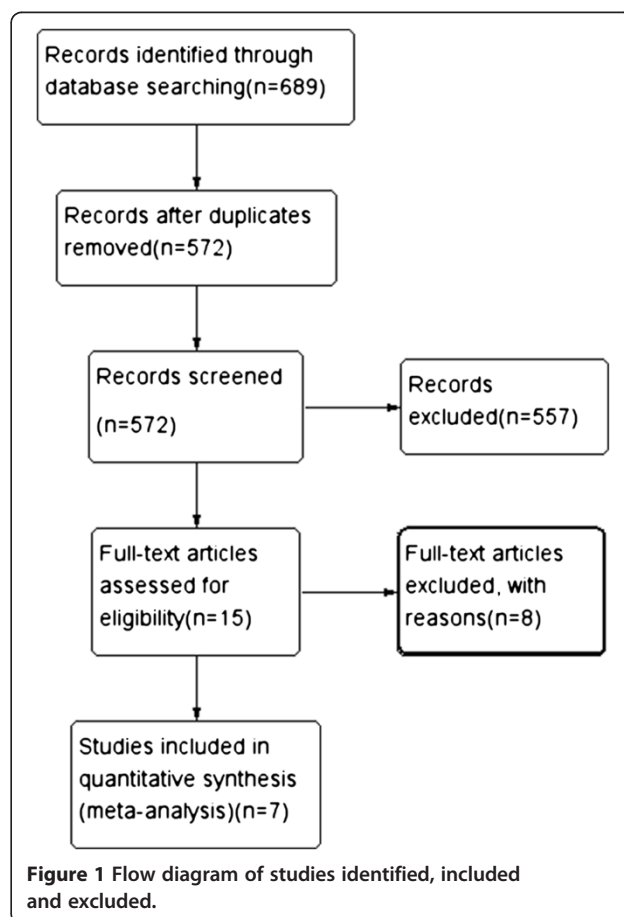 Records identified through
database searching(n=689)
Records after duplicates
removed(n=572)
Records screened
(n=572)
Records
excluded(n=557)
Full-text articles
assessed for
eligibility(n=15)
Full-text articles
excluded, with
reasons(n=8)
Studies included in
quantitative synthesis
(meta-analysis)(n=7)
Figure 1 Flow diagram of studies identified, included
and excluded.